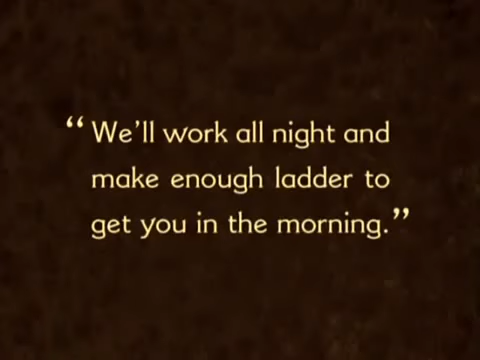 “We’ll work all night and
make enough ladder to
get you in the morning.”